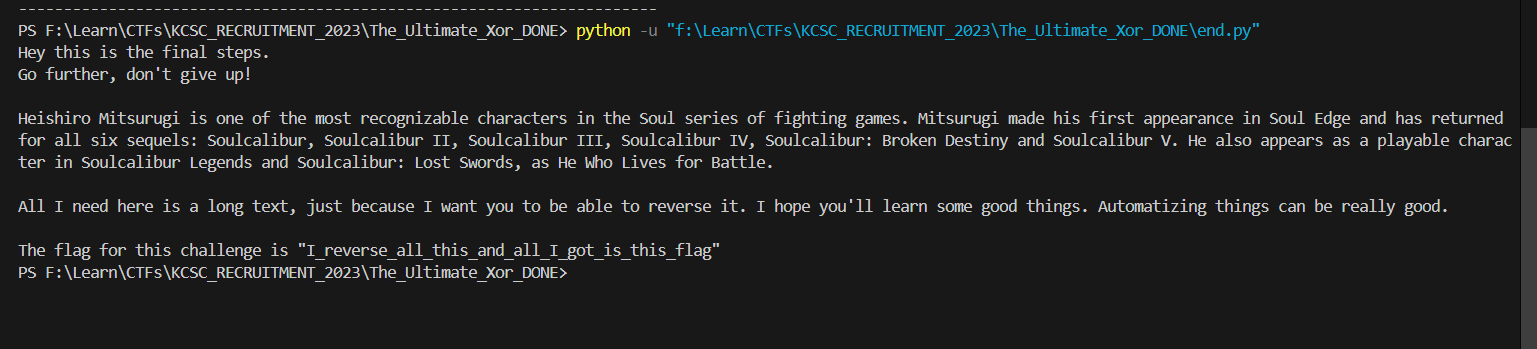 ----------------------------------------------------------------------
PS F:\Learn\CTFs\KCSC_RECRUITMENT_2023\The_Ultimate_Xor_DONE> python -u "f:\Learn\CTFs\KCSC_RECRUITMENT_2023\The_Ultimate_Xor_DONE\end.py"
Hey this is the final steps.
Go further, don't give up!
Heishiro Mitsurugi is one of the most recognizable characters in the Soul series of fighting games. Mitsurugi made his first appearance in Soul Edge and has returned
for all six sequels: Soulcalibur, Soulcalibur II, Soulcalibur III, Soulcalibur IV, Soulcalibur: Broken Destiny and Soulcalibur V. He also appears as a playable charac
ter in Soulcalibur Legends and Soulcalibur: Lost Swords, as He Who Lives for Battle.
All I need here is a long text, just because I want you to be able to reverse it. I hope you'll learn some good things. Automatizing things can be really good.
The flag for this challenge is "I_reverse_all_this_and_all_I_got_is_this_flag"
PS F:\Learn\CTFs\KCSC_RECRUITMENT_2023\The_Ultimate_Xor_DONE>